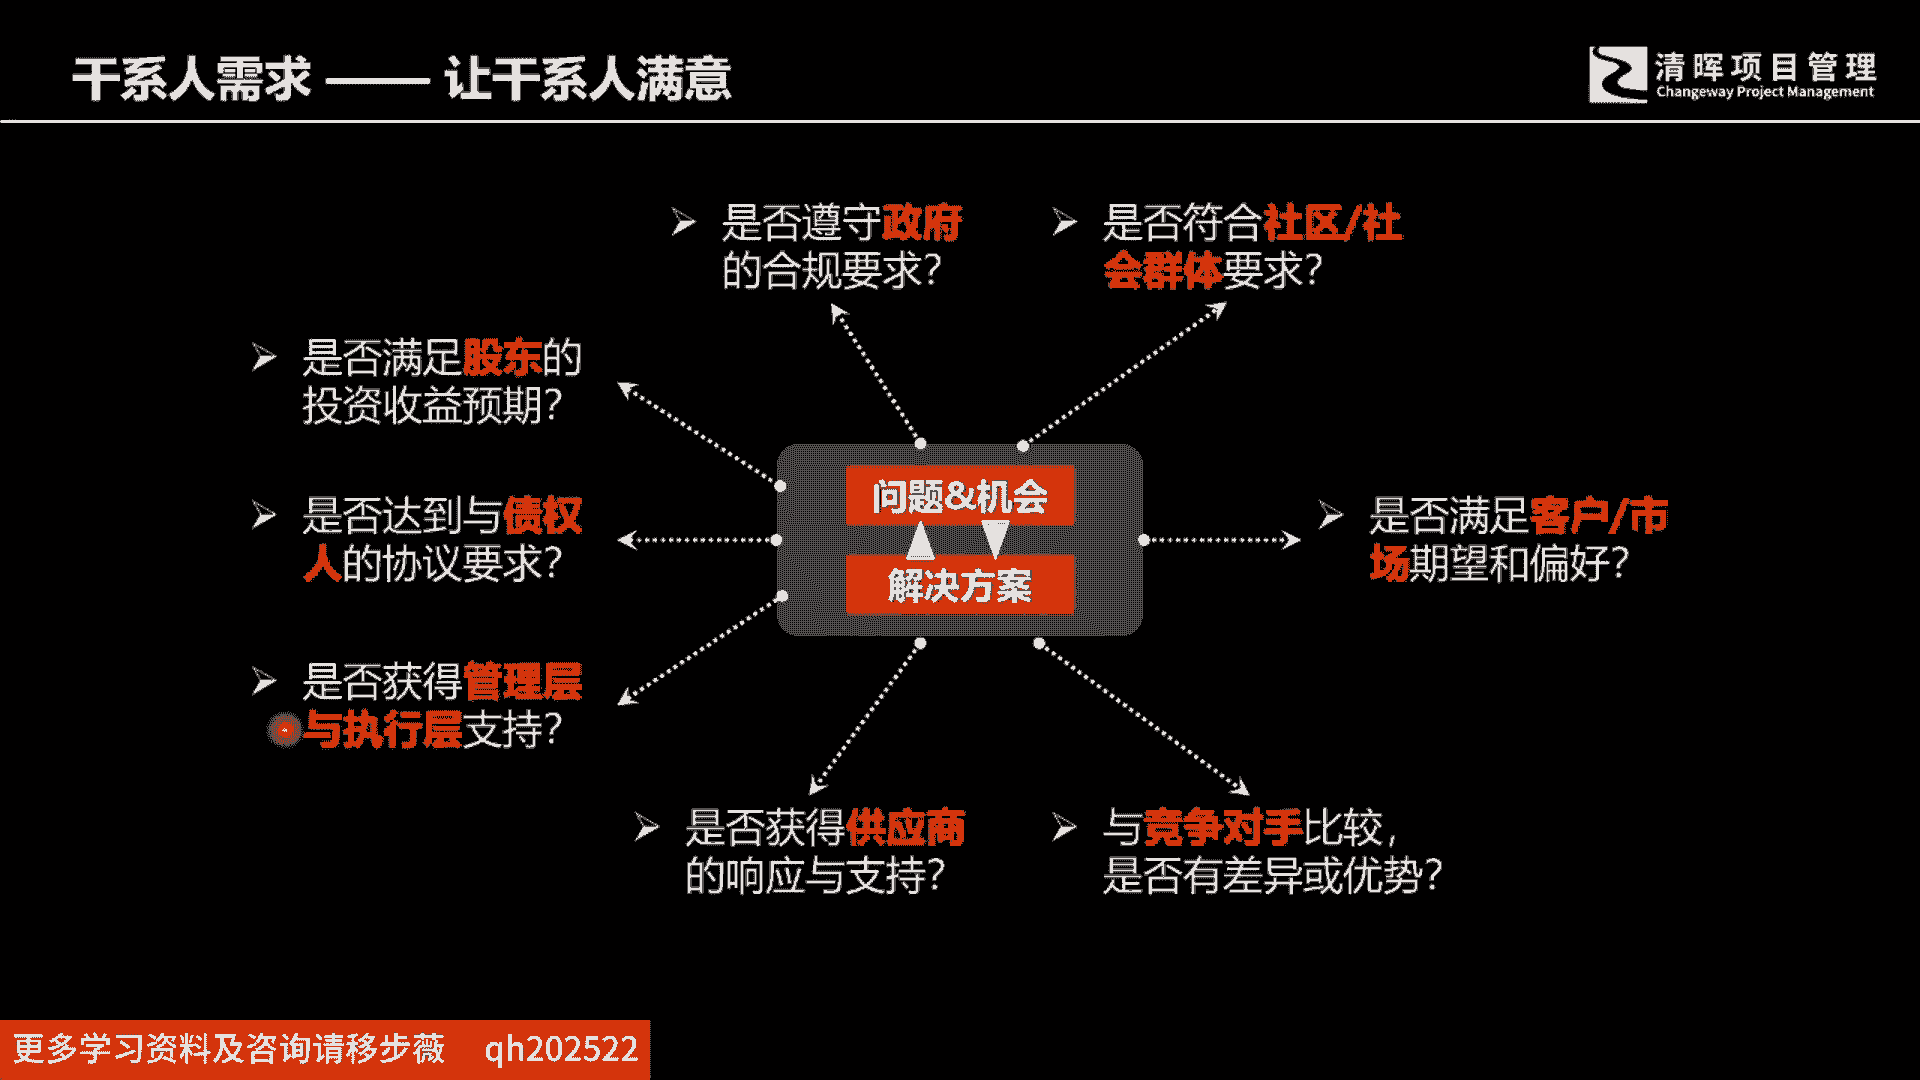 干系人需求 —— 让干系人满意
清晖项目管理
Changeway Project Management
➢ 是否遵守政府
的合规要求？
➢ 是否符合社区/社
会群体要求？
➢ 是否满足股东的
投资收益预期？
➢ 是否达到与债权
人的协议要求？
➢ 是否获得管理层
与执行层支持？
问题&机会
解决方案
➢ 是否满足客户/市
场期望和偏好？
➢ 是否获得供应商
的响应与支持？
➢ 与竞争对手比较，
是否有差异或优势？
更多学习资料及咨询请移步薇 qh202522